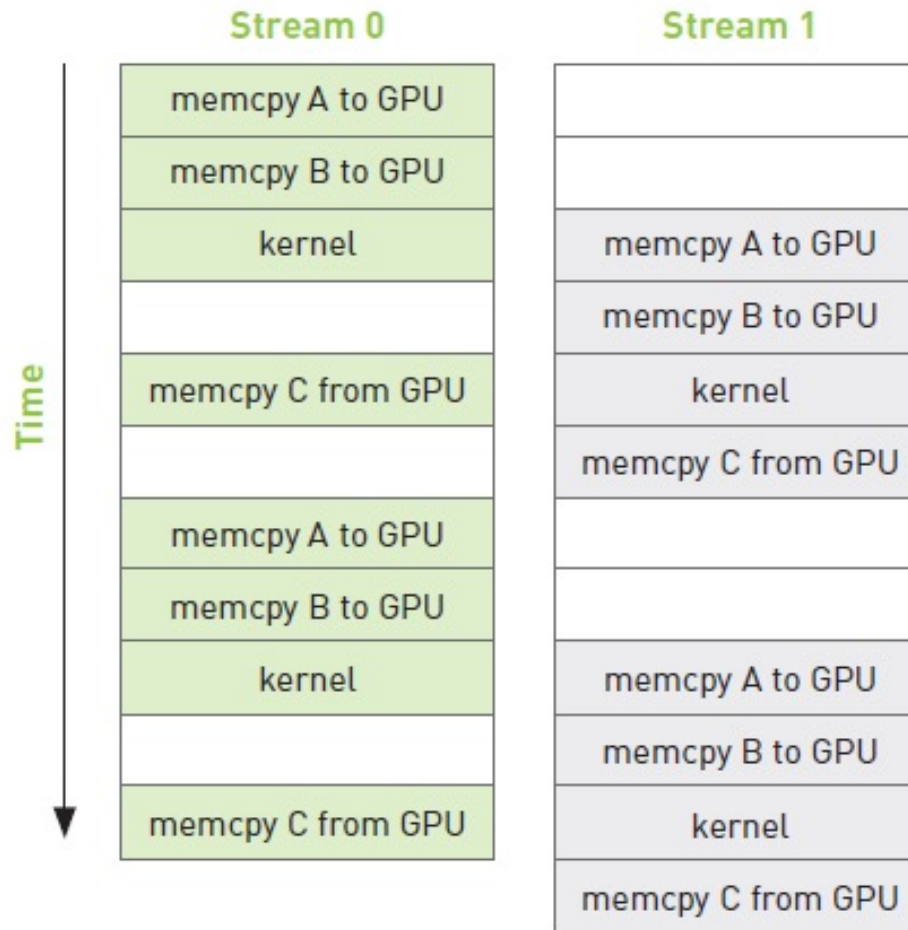 Stream 0
Stream 1
Time
memcpy A to GPU
memcpy B to GPU
kernel
memcpy C from GPU
memcpy A to GPU
memcpy B to GPU
kernel
memcpy C from GPU
memcpy A to GPU
memcpy B to GPU
kernel
memcpy C from GPU
memcpy A to GPU
memcpy B to GPU
kernel
memcpy C from GPU